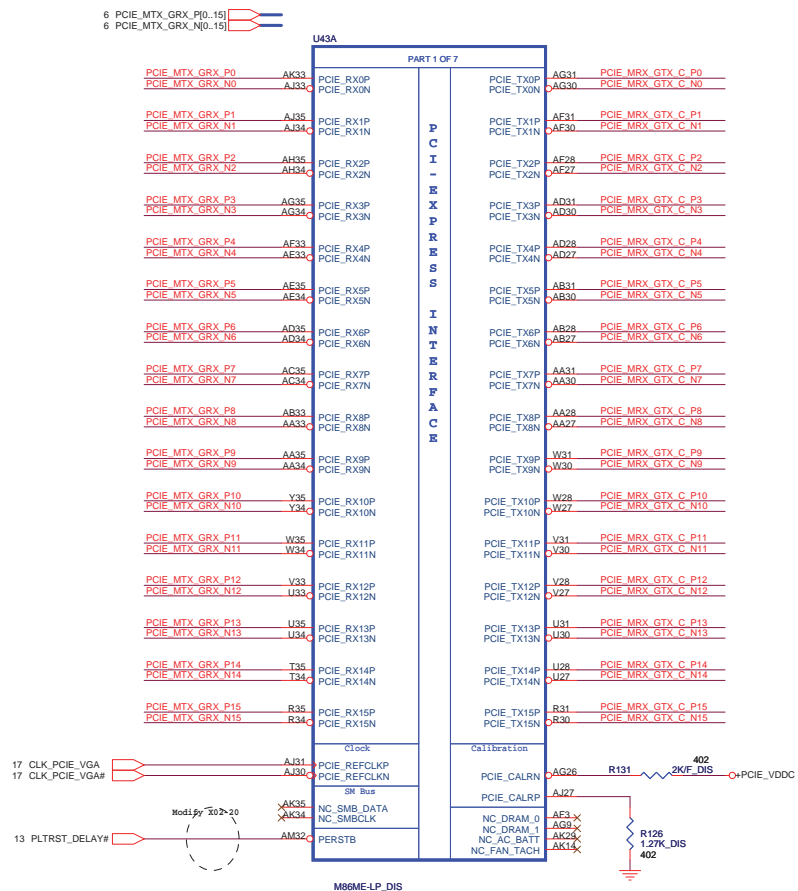 6 PCIE_MTX_GRX_P[0..15]
6 PCIE_MTX_GRX_N[0..15]
U43A
PART 1 OF 7
PCI-EXPRESS INTERFACE
PCIE_MTX_GRX_P0 AK33 PCIE_RX0P PCIE_TX0P AG31 PCIE_MRX_GTX_C_P0
PCIE_MTX_GRX_N0 AJ33 PCIE_RX0N PCIE_TX0N AG30 PCIE_MRX_GTX_C_N0
PCIE_MTX_GRX_P1 AJ35 PCIE_RX1P PCIE_TX1P AF31 PCIE_MRX_GTX_C_P1
PCIE_MTX_GRX_N1 AJ34 PCIE_RX1N PCIE_TX1N AF30 PCIE_MRX_GTX_C_N1
PCIE_MTX_GRX_P2 AH35 PCIE_RX2P PCIE_TX2P AF28 PCIE_MRX_GTX_C_P2
PCIE_MTX_GRX_N2 AH34 PCIE_RX2N PCIE_TX2N AF27 PCIE_MRX_GTX_C_N2
PCIE_MTX_GRX_P3 AG35 PCIE_RX3P PCIE_TX3P AD31 PCIE_MRX_GTX_C_P3
PCIE_MTX_GRX_N3 AG34 PCIE_RX3N PCIE_TX3N AD30 PCIE_MRX_GTX_C_N3
PCIE_MTX_GRX_P4 AF33 PCIE_RX4P PCIE_TX4P AD28 PCIE_MRX_GTX_C_P4
PCIE_MTX_GRX_N4 AE33 PCIE_RX4N PCIE_TX4N AD27 PCIE_MRX_GTX_C_N4
PCIE_MTX_GRX_P5 AE35 PCIE_RX5P PCIE_TX5P AB31 PCIE_MRX_GTX_C_P5
PCIE_MTX_GRX_N5 AE34 PCIE_RX5N PCIE_TX5N AB30 PCIE_MRX_GTX_C_N5
PCIE_MTX_GRX_P6 AD35 PCIE_RX6P PCIE_TX6P AB28 PCIE_MRX_GTX_C_P6
PCIE_MTX_GRX_N6 AD34 PCIE_RX6N PCIE_TX6N AB27 PCIE_MRX_GTX_C_N6
PCIE_MTX_GRX_P7 AC35 PCIE_RX7P PCIE_TX7P AA31 PCIE_MRX_GTX_C_P7
PCIE_MTX_GRX_N7 AC34 PCIE_RX7N PCIE_TX7N AA30 PCIE_MRX_GTX_C_N7
PCIE_MTX_GRX_P8 AB33 PCIE_RX8P PCIE_TX8P AA28 PCIE_MRX_GTX_C_P8
PCIE_MTX_GRX_N8 AA33 PCIE_RX8N PCIE_TX8N AA27 PCIE_MRX_GTX_C_N8
PCIE_MTX_GRX_P9 AA35 PCIE_RX9P PCIE_TX9P W31 PCIE_MRX_GTX_C_P9
PCIE_MTX_GRX_N9 AA34 PCIE_RX9N PCIE_TX9N W30 PCIE_MRX_GTX_C_N9
PCIE_MTX_GRX_P10 Y35 PCIE_RX10P PCIE_TX10P W28 PCIE_MRX_GTX_C_P10
PCIE_MTX_GRX_N10 Y34 PCIE_RX10N PCIE_TX10N W27 PCIE_MRX_GTX_C_N10
PCIE_MTX_GRX_P11 W35 PCIE_RX11P PCIE_TX11P V31 PCIE_MRX_GTX_C_P11
PCIE_MTX_GRX_N11 W34 PCIE_RX11N PCIE_TX11N V30 PCIE_MRX_GTX_C_N11
PCIE_MTX_GRX_P12 V33 PCIE_RX12P PCIE_TX12P V28 PCIE_MRX_GTX_C_P12
PCIE_MTX_GRX_N12 U33 PCIE_RX12N PCIE_TX12N V27 PCIE_MRX_GTX_C_N12
PCIE_MTX_GRX_P13 U35 PCIE_RX13P PCIE_TX13P U31 PCIE_MRX_GTX_C_P13
PCIE_MTX_GRX_N13 U34 PCIE_RX13N PCIE_TX13N U30 PCIE_MRX_GTX_C_N13
PCIE_MTX_GRX_P14 T35 PCIE_RX14P PCIE_TX14P U28 PCIE_MRX_GTX_C_P14
PCIE_MTX_GRX_N14 T34 PCIE_RX14N PCIE_TX14N U27 PCIE_MRX_GTX_C_N14
PCIE_MTX_GRX_P15 R35 PCIE_RX15P PCIE_TX15P R31 PCIE_MRX_GTX_C_P15
PCIE_MTX_GRX_N15 R34 PCIE_RX15N PCIE_TX15N R30 PCIE_MRX_GTX_C_N15
Clock Calibration
17 CLK_PCIE_VGA AJ31 PCIE_REFCLKP
17 CLK_PCIE_VGA# AJ30 PCIE_REFCLKN
PCIE_CALRN AG26 R131 402 2K/F_DIS +PCIE_VDDC
SM Bus
PCIE_CALRP AJ27
AK35 NC_SMB_DATA
AK34 NC_SMBCLK
Modify X02-20
13 PLTRST_DELAY# AM32 PERSTB
NC_DRAM_0 AF3
NC_DRAM_1 AG9
NC_AC_BATT AK29
NC_FAN_TACH AK14
R126
1.27K_DIS
402
M86ME-LP_DIS